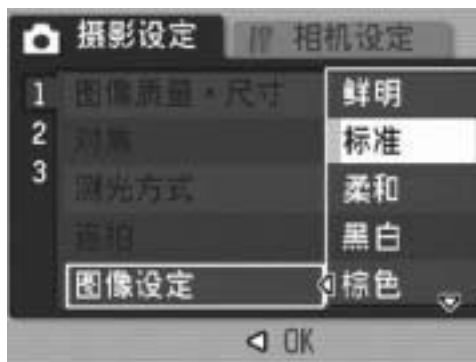 摄影设定 相机设定
1 图像质量·尺寸 鲜明
2 对焦 标准
3 测光方式 柔和
连拍 黑白
图像设定 棕色
OK